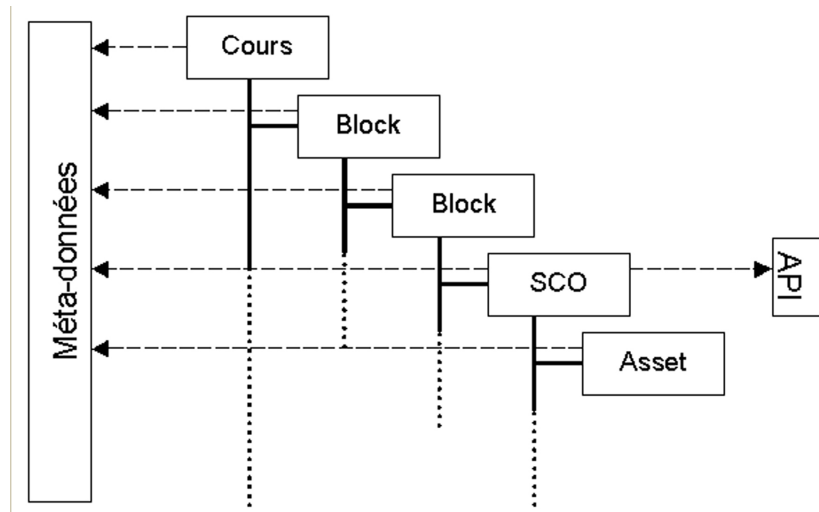 Cours
Block
Block
SCO
API
Asset
Méta-données